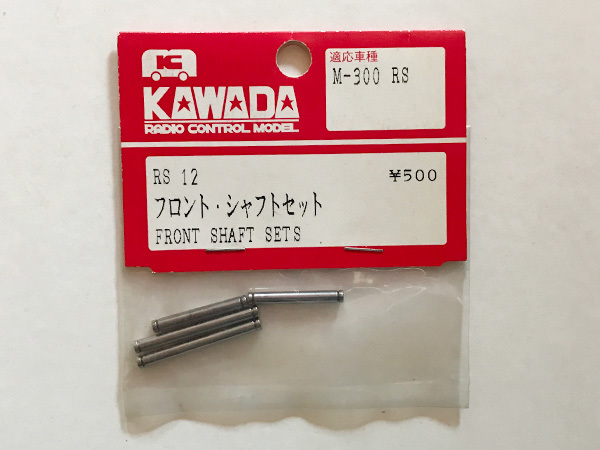 K
KAWADA
RADIO CONTROL MODEL
適応車種
M-300 RS
RS 12
¥500
フロント・シャフトセット
FRONT SHAFT SETS